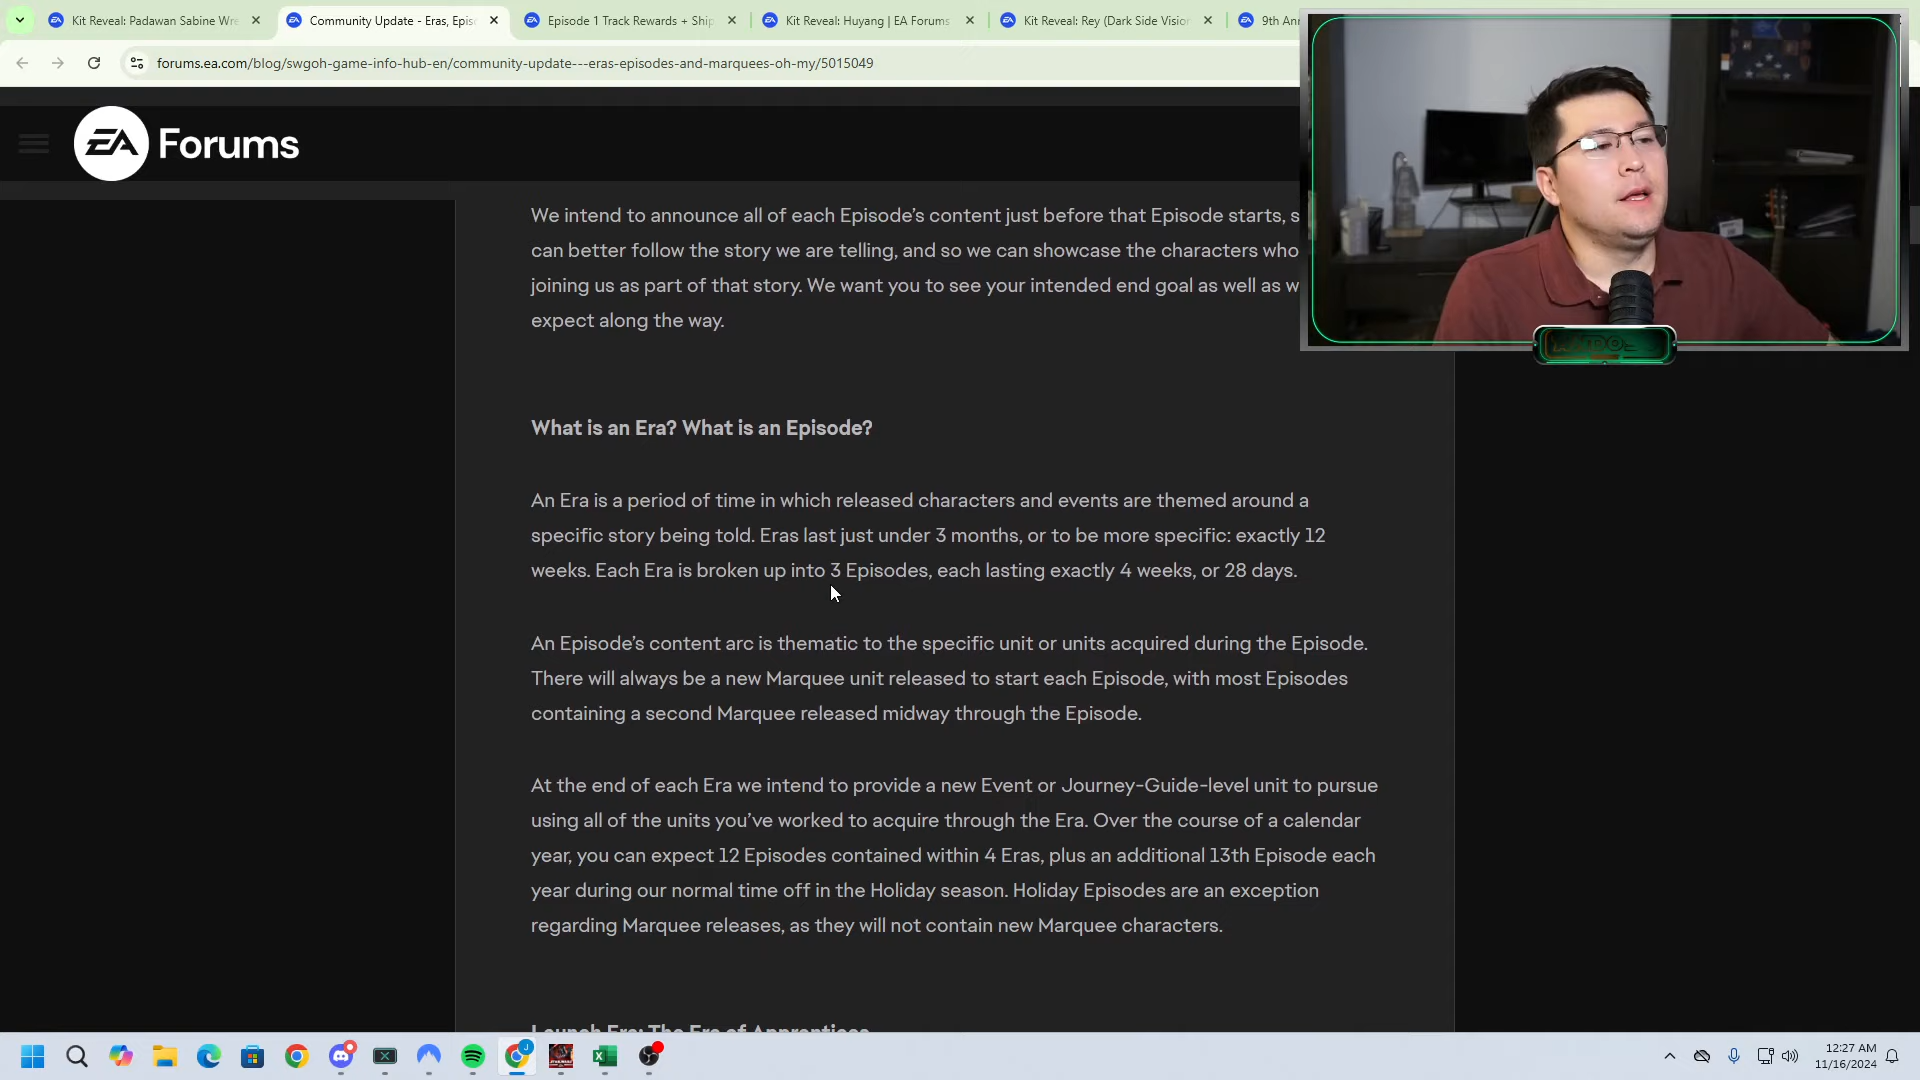 Kit Reveal: Padawan Sabine Wre
Community Update - Eras, Epis
Episode 1 Track Rewards + Ship
Kit Reveal: Huyang | EA Forums
Kit Reveal: Rey (Dark Side Vision
9th Ann
forums.ea.com/blog/swgoh-game-info-hub-en/community-update---eras-episodes-and-marquees-oh-my/5015049
EA Forums
We intend to announce all of each Episode's content just before that Episode starts, s
can better follow the story we are telling, and so we can showcase the characters who
joining us as part of that story. We want you to see your intended end goal as well as w
expect along the way.
What is an Era? What is an Episode?
An Era is a period of time in which released characters and events are themed around a
specific story being told. Eras last just under 3 months, or to be more specific: exactly 12
weeks. Each Era is broken up into 3 Episodes, each lasting exactly 4 weeks, or 28 days.
An Episode's content arc is thematic to the specific unit or units acquired during the Episode.
There will always be a new Marquee unit released to start each Episode, with most Episodes
containing a second Marquee released midway through the Episode.
At the end of each Era we intend to provide a new Event or Journey-Guide-level unit to pursue
using all of the units you've worked to acquire through the Era. Over the course of a calendar
year, you can expect 12 Episodes contained within 4 Eras, plus an additional 13th Episode each
year during our normal time off in the Holiday season. Holiday Episodes are an exception
regarding Marquee releases, as they will not contain new Marquee characters.
Launch Era: The Era of Apprentices
12:27 AM
11/16/2024